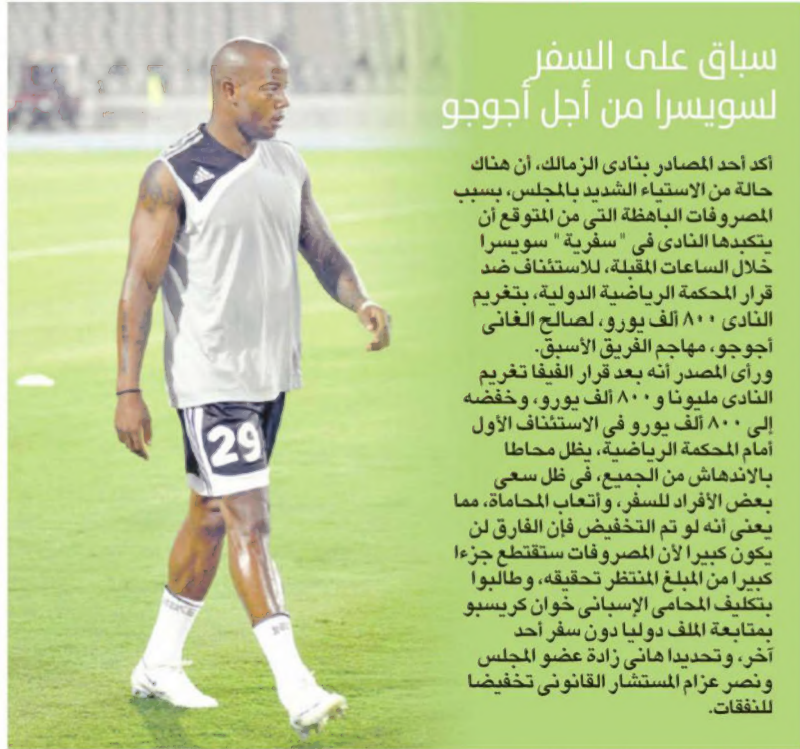 سباق على السفر
لسويسرا من أجل أجوجو
أكد أحد المصادر بنادى الزمالك، أن هناك
حالة من الاستياء الشديد بالمجلس، بسبب
المصروفات الباهظة التى من المتوقع أن
يتكبدها النادى فى "سفرية" سويسرا
خلال الساعات المقبلة، للاستئناف ضد
قرار المحكمة الرياضية الدولية، بتغريم
النادى ٨٠٠ ألف يورو، لصالح الغانى
أجوجو، مهاجم الفريق الأسبق.
ورأى المصدر أنه بعد قرار الفيفا تغريم
النادى مليونا و٨٠٠ ألف يورو، وخفضه
إلى ٨٠٠ ألف يورو فى الاستئناف الأول
أمام المحكمة الرياضية، يظل محاطا
بالاندهاش من الجميع، فى ظل سعى
بعض الأفراد للسفر، وأتعاب المحاماة، مما
يعنى أنه لو تم التخفيض فإن الفارق لن
يكون كبيرا لأن المصروفات ستقتطع جزءا
كبيرا من المبلغ المنتظر تحقيقه، وطالبوا
بتكليف المحامى الإسبانى خوان كريسبو
بمتابعة الملف دوليا دون سفر أحد
آخر، وتحديدا هانى زادة عضو المجلس
ونصر عزام المستشار القانونى تخفيضا
للنفقات.
29